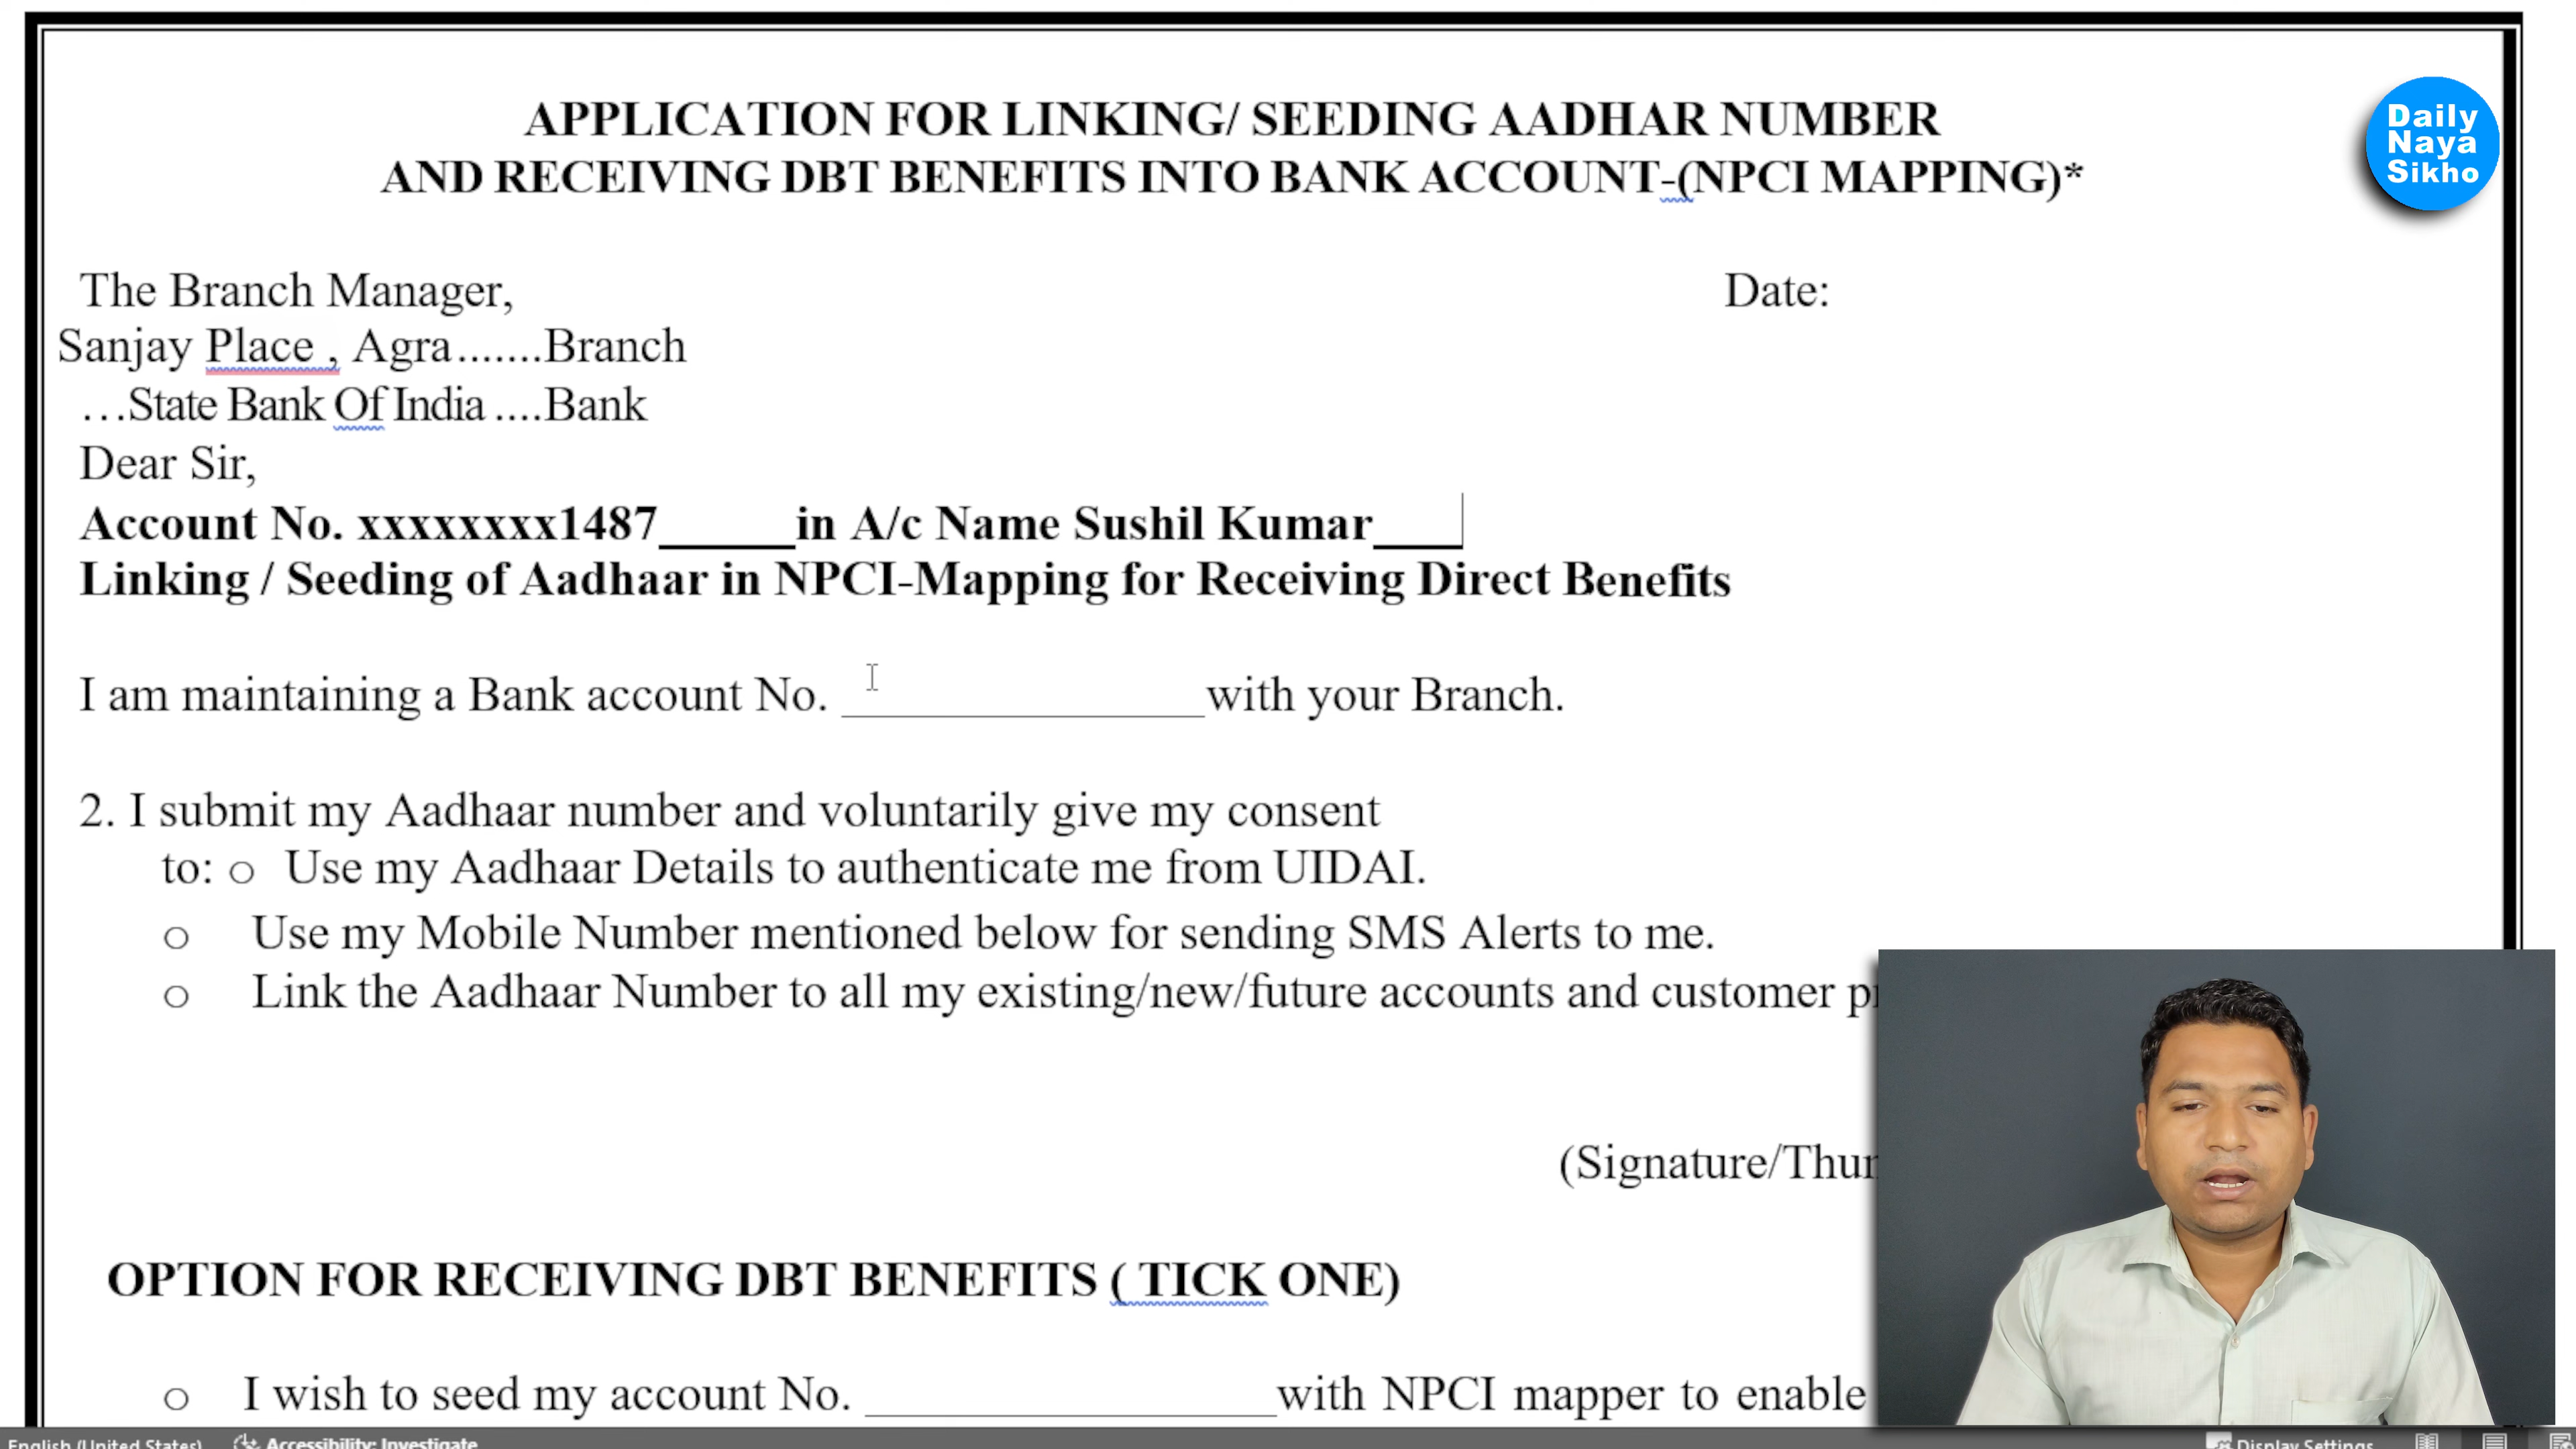 APPLICATION FOR LINKING/ SEEDING AADHAR NUMBER
AND RECEIVING DBT BENEFITS INTO BANK ACCOUNT-(NPCI MAPPING)*
Daily
Naya
Sikho
The Branch Manager,
Date:
Sanjay Place , Agra.......Branch
...State Bank Of India ....Bank
Dear Sir,
Account No. xxxxxxxx1487_____in A/c Name Sushil Kumar___
Linking / Seeding of Aadhaar in NPCI-Mapping for Receiving Direct Benefits
I am maintaining a Bank account No. ______________with your Branch.
2. I submit my Aadhaar number and voluntarily give my consent
to: o Use my Aadhaar Details to authenticate me from UIDAI.
o Use my Mobile Number mentioned below for sending SMS Alerts to me.
o Link the Aadhaar Number to all my existing/new/future accounts and customer
(Signature/
OPTION FOR RECEIVING DBT BENEFITS ( TICK ONE)
o I wish to seed my account No. ________________with NPCI mapper to enable
English (United States) Accessibility: Investigate
Display Settings